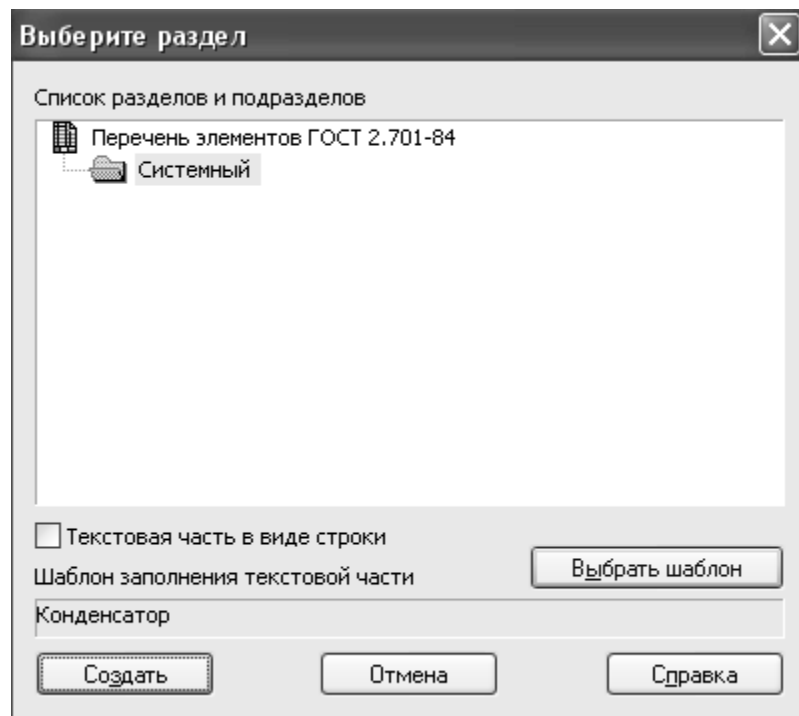 Выберите раздел
Список разделов и подразделов
Перечень элементов ГОСТ 2.701-84
Системный
Текстовая часть в виде строки
Шаблон заполнения текстовой части
Выбрать шаблон
Конденсатор
Создать
Отмена
Справка